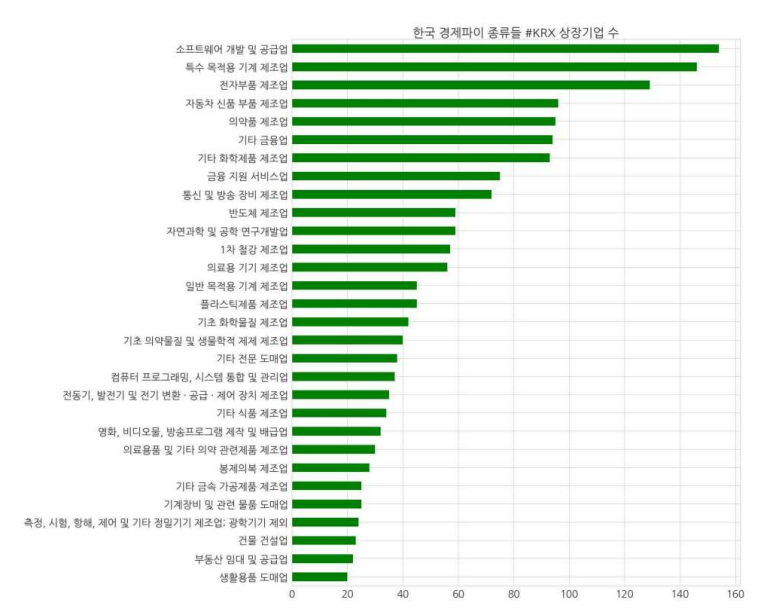 한국 경제파이 종류들 #KRX 상장기업 수
소프트웨어 개발 및 공급업
특수 목적용 기계 제조업
전자부품 제조업
자동차 신품 부품 제조업
의약품 제조업
기타 금융업
기타 화학제품 제조업
금융 지원 서비스업
통신 및 방송 장비 제조업
반도체 제조업
자연과학 및 공학 연구개발업
1차 철강 제조업
의료용 기기 제조업
일반 목적용 기계 제조업
플라스틱제품 제조업
기초 화학물질 제조업
기초 의약물질 및 생물학적 제제 제조업
기타 전문 도매업
컴퓨터 프로그래밍, 시스템 통합 및 관리업
전동기, 발전기 및 전기 변환 · 공급 · 제어 장치 제조업
기타 식품 제조업
영화, 비디오물, 방송프로그램 제작 및 배급업
의료용품 및 기타 의약 관련제품 제조업
봉제의복 제조업
기타 금속 가공제품 제조업
기계장비 및 관련 물품 도매업
측정, 시험, 항해, 제어 및 기타 정밀기기 제조업; 광학기기 제외
건물 건설업
부동산 임대 및 공급업
생활용품 도매업
0 20 40 60 80 100 120 140 160